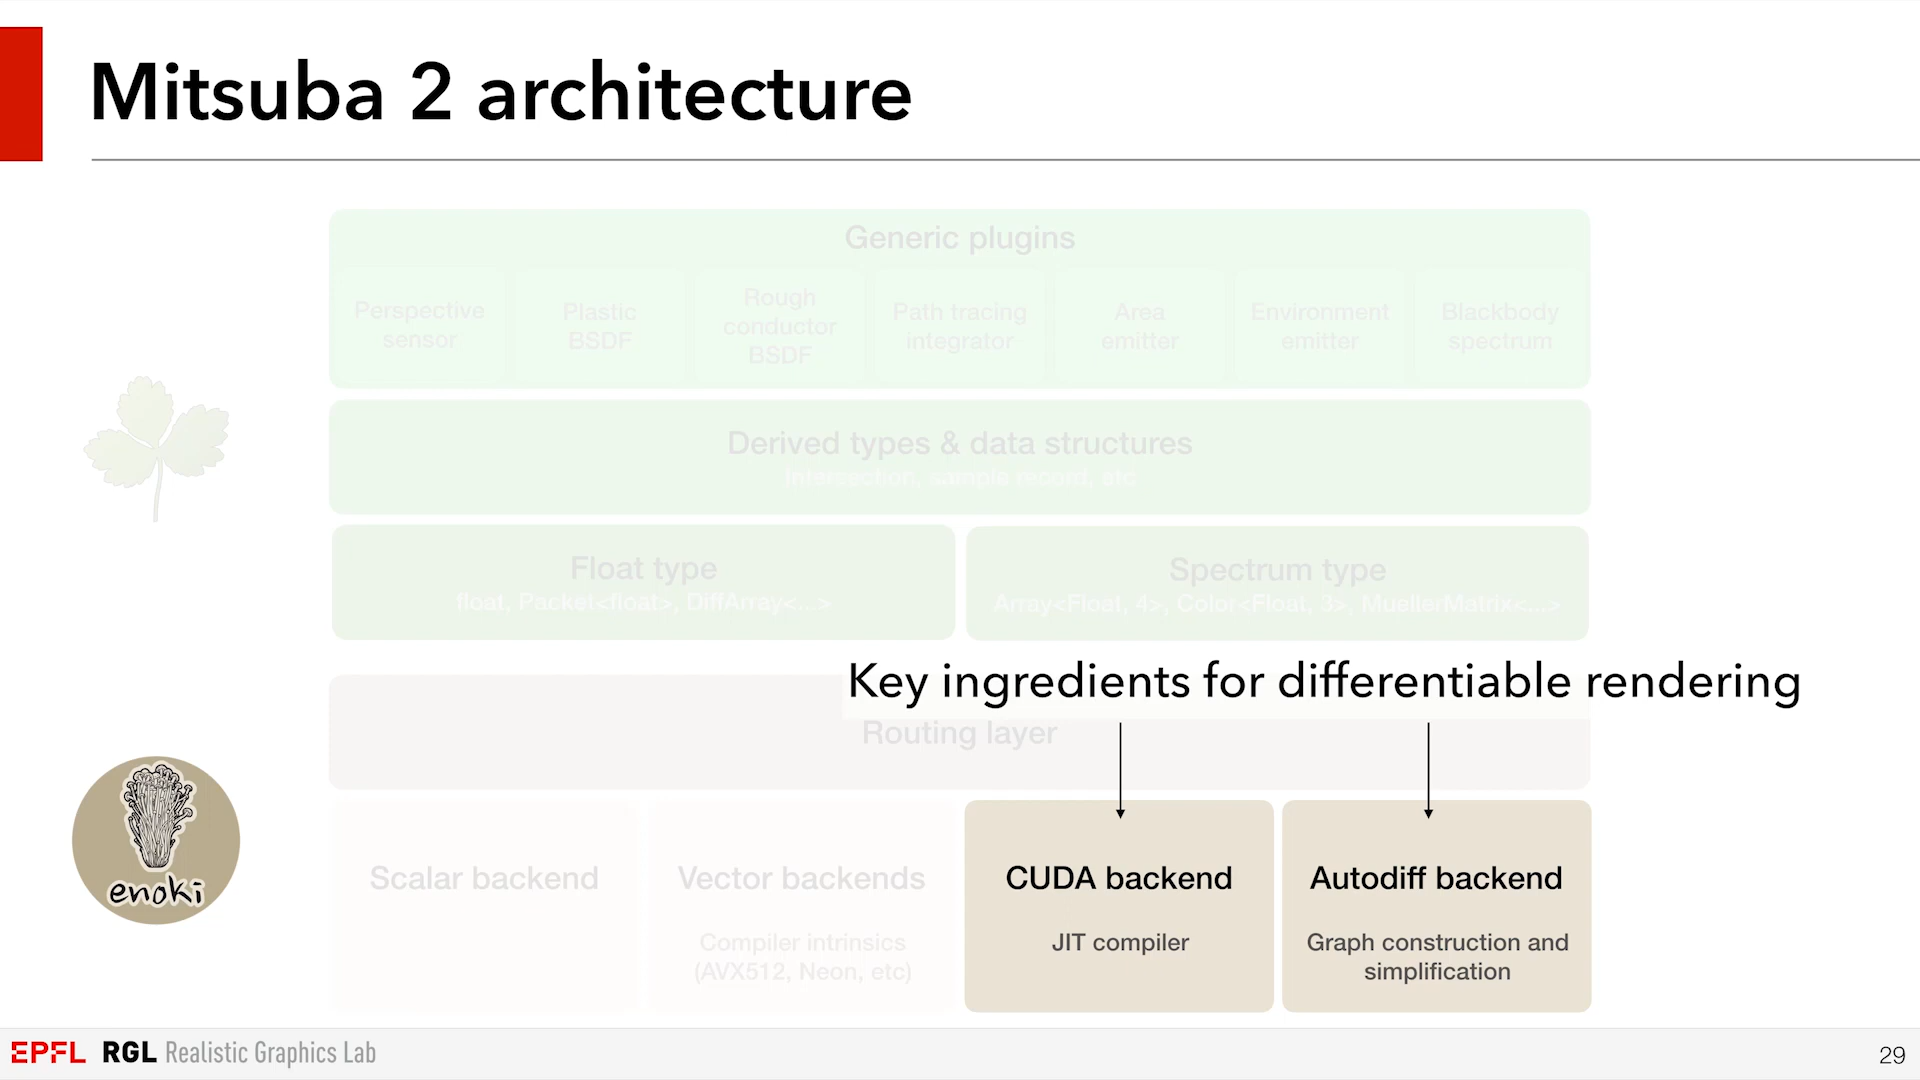 Mitsuba 2 architecture
Generic plugins
Perspective
sensor
Plastic
BSDF
Rough
conductor
BSDF
Path tracing
integrator
Area
emitter
Environment
emitter
Blackbody
spectrum
Derived types & data structures
Intersection, sample record, etc
Float type
float, Packet<float>, DiffArray<...>
Spectrum type
Array<Float, 4>, Color<Float, 3>, MuellerMatrix<...>
Key ingredients for differentiable rendering
Routing layer
enoki
Scalar backend
Vector backends
Compiler intrinsics
(AVX512, Neon, etc)
CUDA backend
JIT compiler
Autodiff backend
Graph construction and
simplification
EPFL RGL Realistic Graphics Lab
29